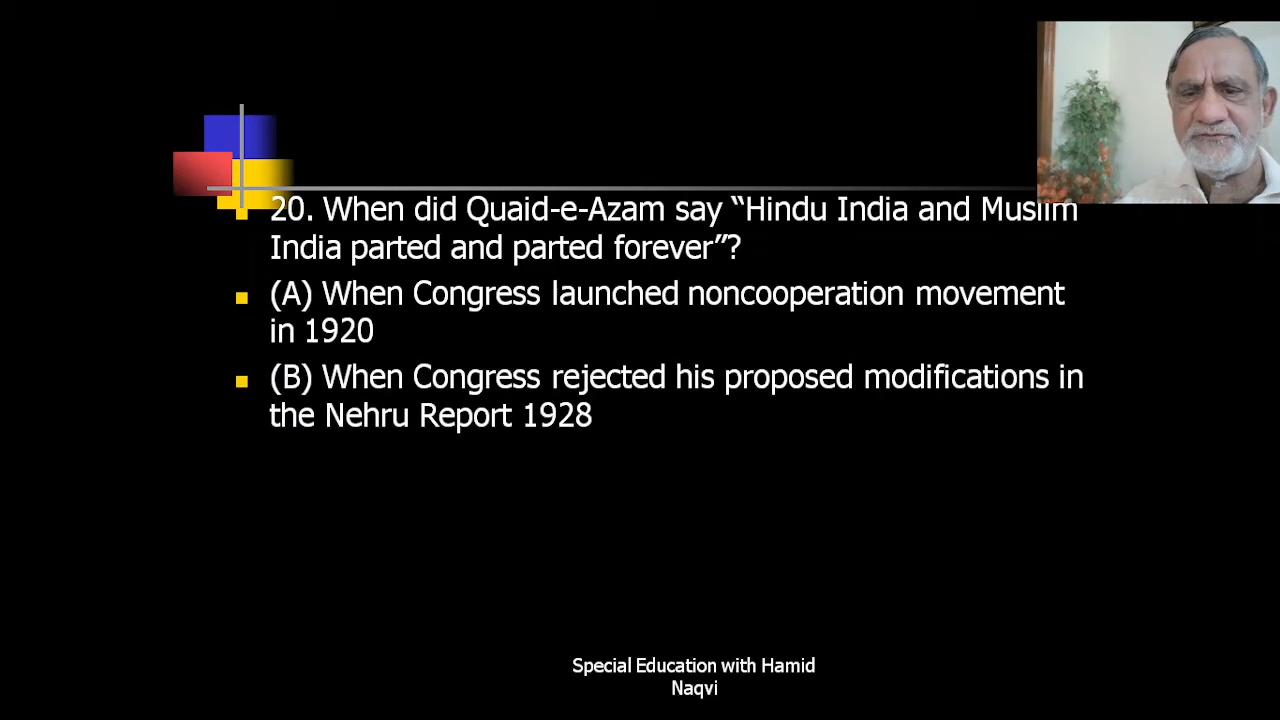 20. When did Quaid-e-Azam say “Hindu India and Muslim
India parted and parted forever”?
(A) When Congress launched noncooperation movement
in 1920
(B) When Congress rejected his proposed modifications in
the Nehru Report 1928
Special Education with Hamid
Naqvi